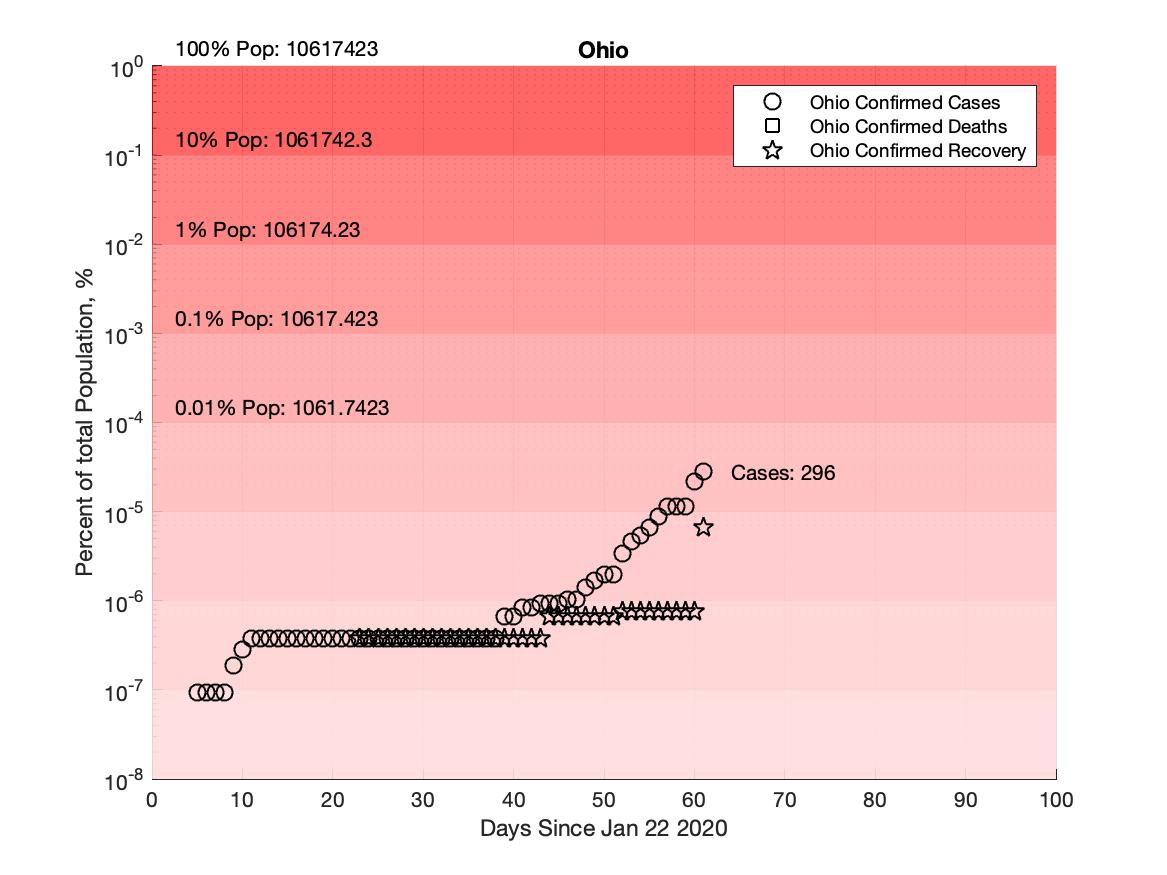 100% Pop: 10617423
Ohio
10^0
Ohio Confirmed Cases
Ohio Confirmed Deaths
Ohio Confirmed Recovery
10% Pop: 1061742.3
10^-1
1% Pop: 106174.23
10^-2
0.1% Pop: 10617.423
10^-3
0.01% Pop: 1061.7423
10^-4
Cases: 296
10^-5
10^-6
10^-7
10^-8
Percent of total Population, %
0 10 20 30 40 50 60 70 80 90 100
Days Since Jan 22 2020